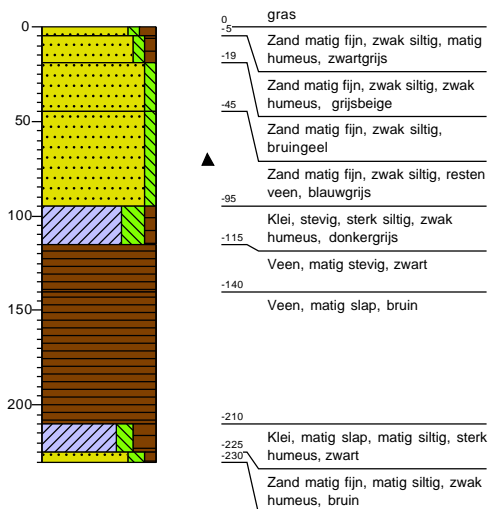 0
50
100
150
200
0
gras
-5
Zand matig fijn, zwak siltig, matig
humeus, zwartgrijs
-19
Zand matig fijn, zwak siltig, zwak
humeus, grijsbeige
-45
Zand matig fijn, zwak siltig,
bruingeel
Zand matig fijn, zwak siltig, resten
veen, blauwgrijs
-95
Klei, stevig, sterk siltig, zwak
humeus, donkergrijs
-115
Veen, matig stevig, zwart
-140
Veen, matig slap, bruin
-210
Klei, matig slap, matig siltig, sterk
humeus, zwart
-225
-230
Zand matig fijn, matig siltig, zwak
humeus, bruin